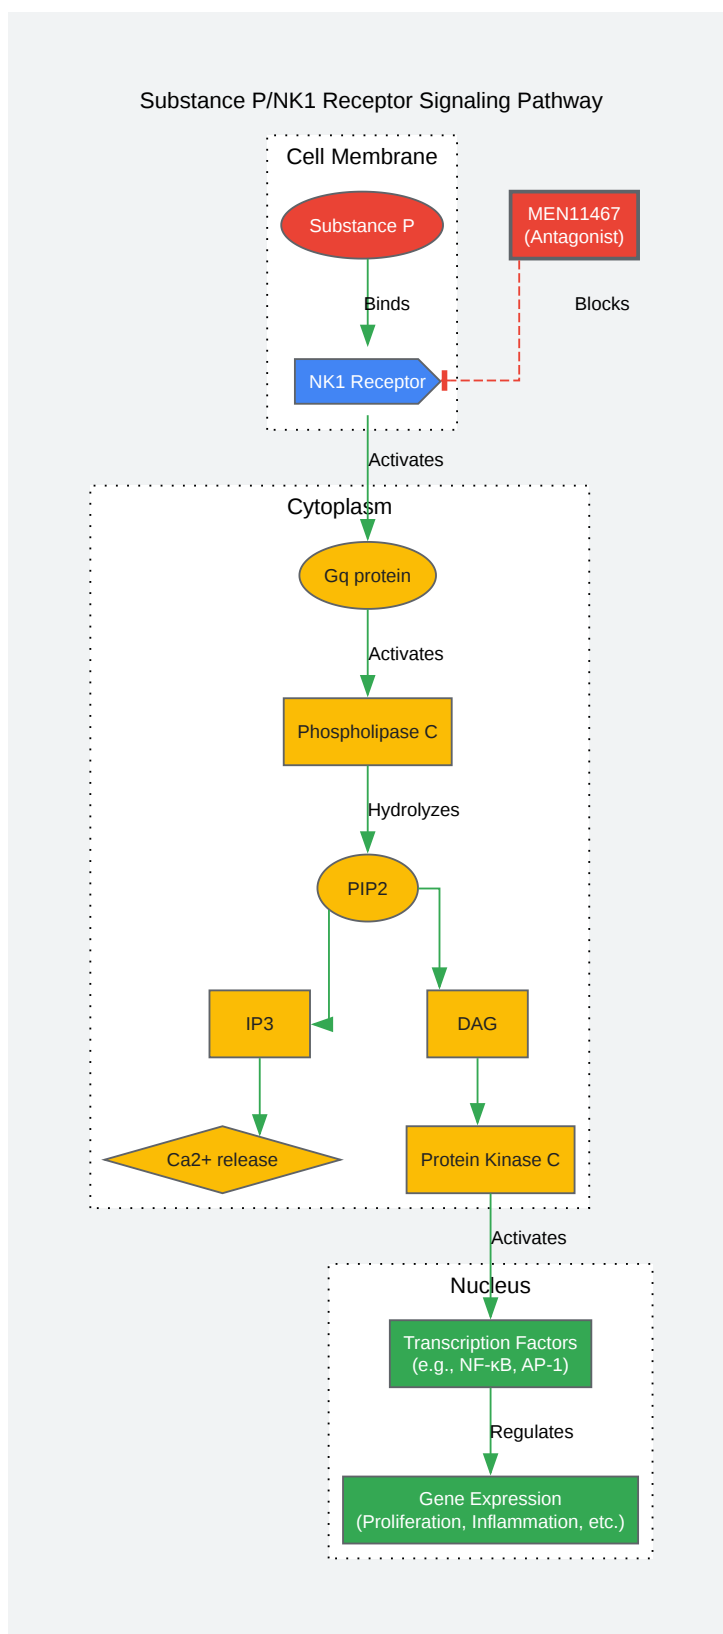 Substance P/NK1 Receptor Signaling Pathway
Cell Membrane
Substance P
MEN11467
(Antagonist)
Binds
Blocks
NK1 Receptor
Activates
Cytoplasm
Gq protein
Activates
Phospholipase C
Hydrolyzes
PIP2
IP3
DAG
Ca2+ release
Protein Kinase C
Activates
Nucleus
Transcription Factors
(e.g., NF-κB, AP-1)
Regulates
Gene Expression
(Proliferation, Inflammation, etc.)